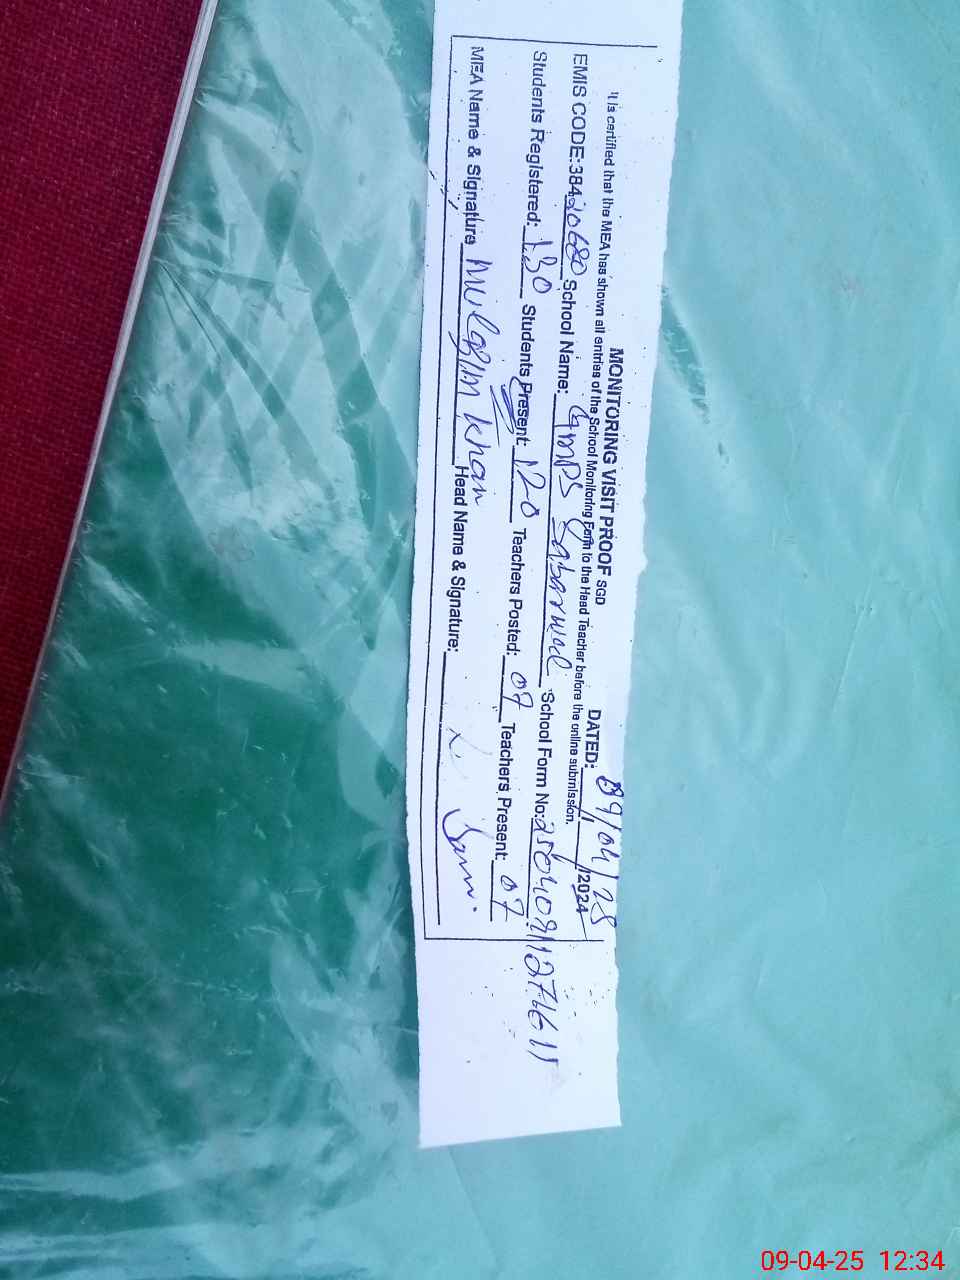 MONITORING VISIT PROOF SGD DATED: 09/04/25 /2024
It is certified that the MEA has shown all entries of the School Monitoring Form to the Head Teacher before the online submission.
EMIS CODE:38420680 School Name: GMPS Sabarwal School Form No:
Students Registered: 130 Students Present: 120 Teachers Posted: 07 Teachers Present: 07
MEA Name & Signature Khan Head Name & Signature:
09-04-25 12:34